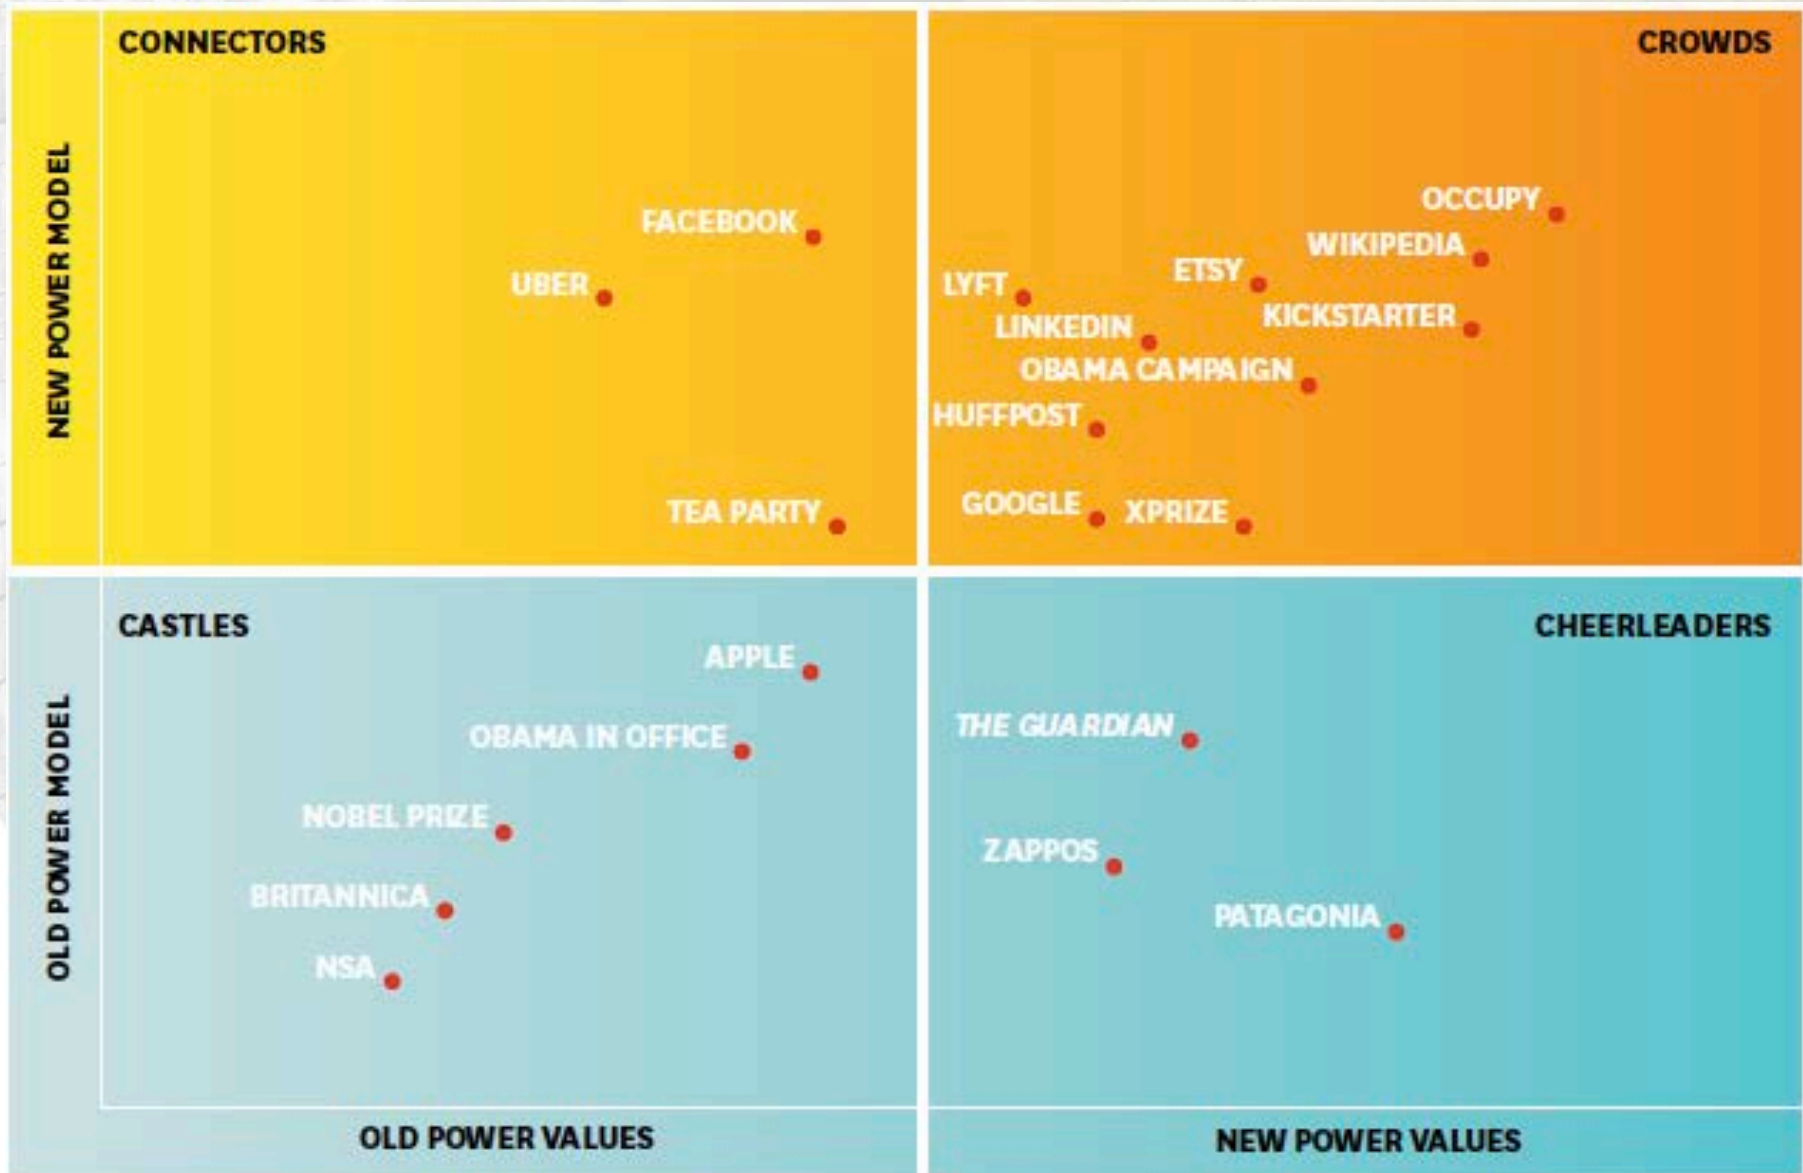 CONNECTORS
CROWDS
NEW POWER MODEL
FACEBOOK
UBER
TEA PARTY
OCCUPY
WIKIPEDIA
ETSY
LYFT
KICKSTARTER
LINKEDIN
OBAMA CAMPAIGN
HUFFPOST
GOOGLE
XPRIZE
CASTLES
CHEERLEADERS
OLD POWER MODEL
APPLE
OBAMA IN OFFICE
NOBEL PRIZE
BRITANNICA
NSA
THE GUARDIAN
ZAPPOS
PATAGONIA
OLD POWER VALUES
NEW POWER VALUES